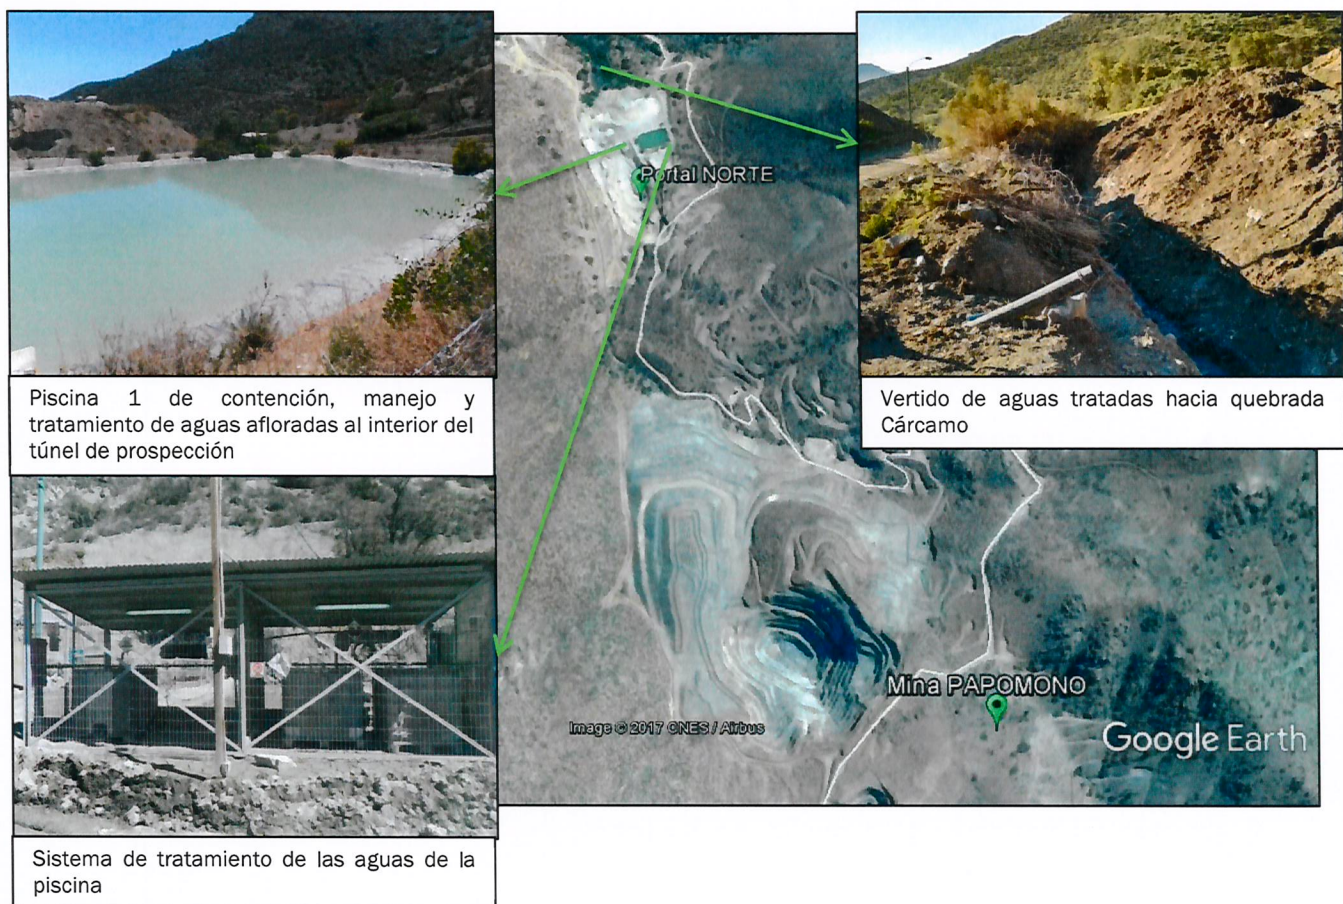 Portal NORTE
Piscina 1 de contención, manejo y
tratamiento de aguas afloradas al interior del
túnel de prospección
Vertido de aguas tratadas hacia quebrada
Cárcamo
Mina PAPOMONO
Image © 2017 CNES / Airbus
Google Earth
Sistema de tratamiento de las aguas de la
piscina